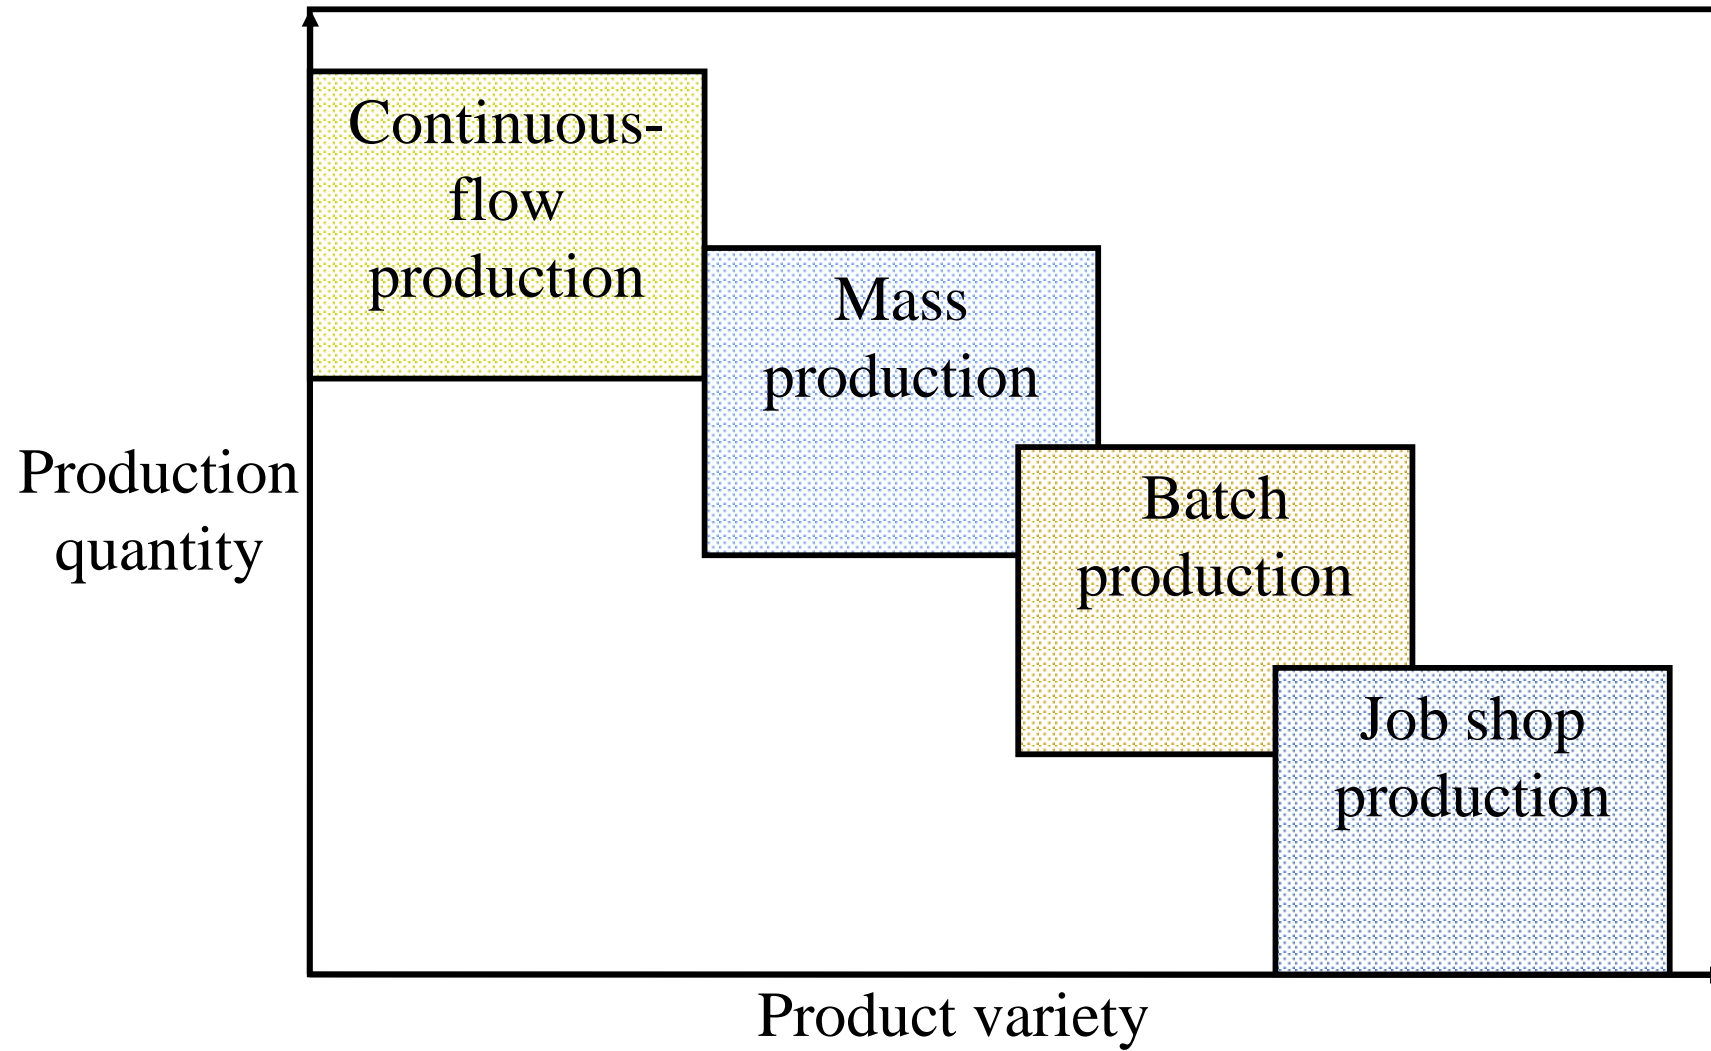 Continuous-
flow
production
Mass
production
Production
quantity
Batch
production
Job shop
production
Product variety